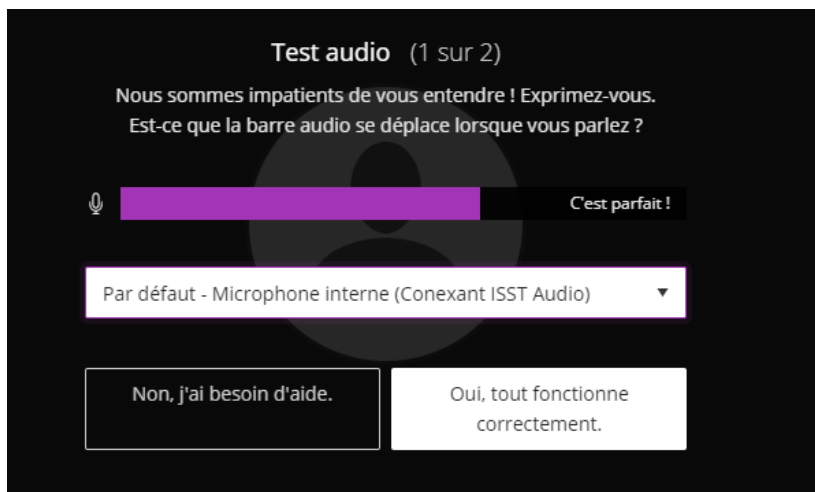 Test audio (1 sur 2)
Nous sommes impatients de vous entendre ! Exprimez-vous.
Est-ce que la barre audio se déplace lorsque vous parlez ?
C'est parfait !
Par défaut - Microphone interne (Conexant ISST Audio)
Non, j'ai besoin d'aide.
Oui, tout fonctionne
correctement.